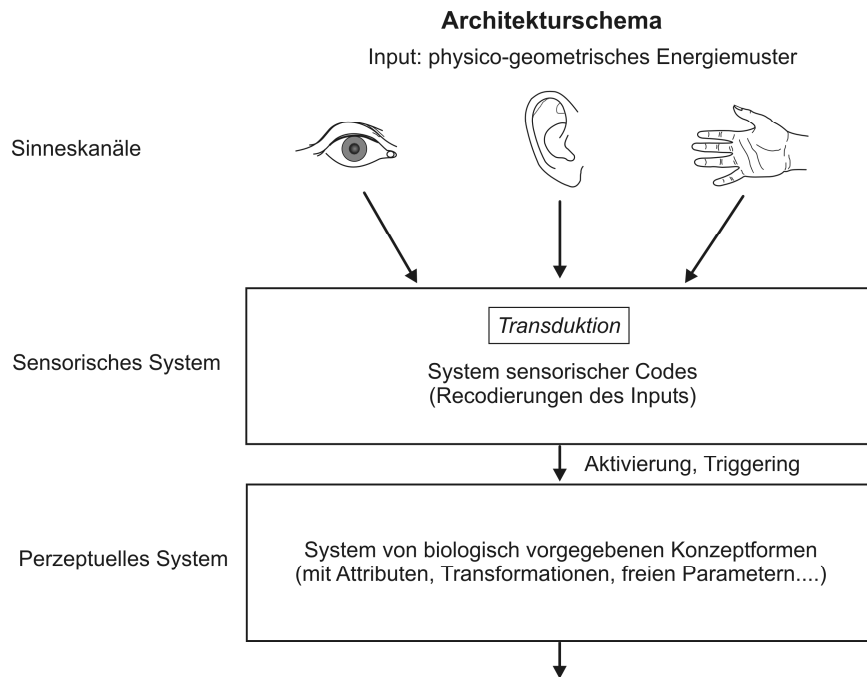 Architekturschema
Input: physico-geometrisches Energiemuster
Sinneskanäle
Transduktion
Sensorisches System
System sensorischer Codes
(Recodierungen des Inputs)
Aktivierung, Triggering
Perzeptuelles System
System von biologisch vorgegebenen Konzeptformen
(mit Attributen, Transformationen, freien Parametern....)